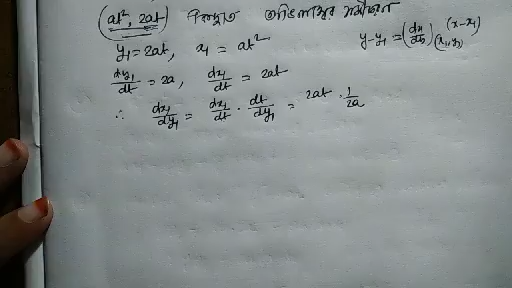 (at², 2at) বিন্দুতে অভিলম্বের সমীকরণ
y₁ = 2at, x₁ = at² y-y₁ = (dx/dy)(x₁,y₁) (x-x₁)
dy₁/dt = 2a, dx₁/dt = 2at
∴ dx₁/dy₁ = dx₁/dt · dt/dy₁ = 2at · 1/2a